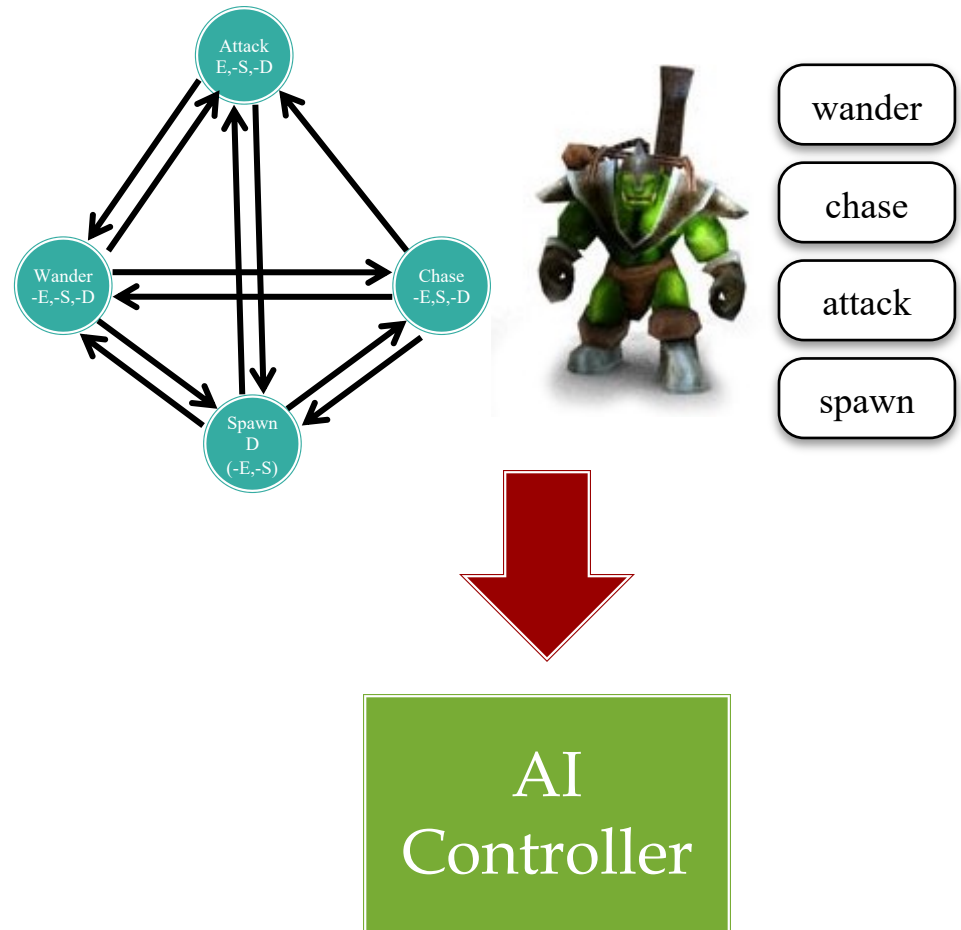 Attack
E,-S,-D
Wander
-E,-S,-D
Chase
-E,S,-D
Spawn
D
(-E,-S)
wander
chase
attack
spawn
AI
Controller